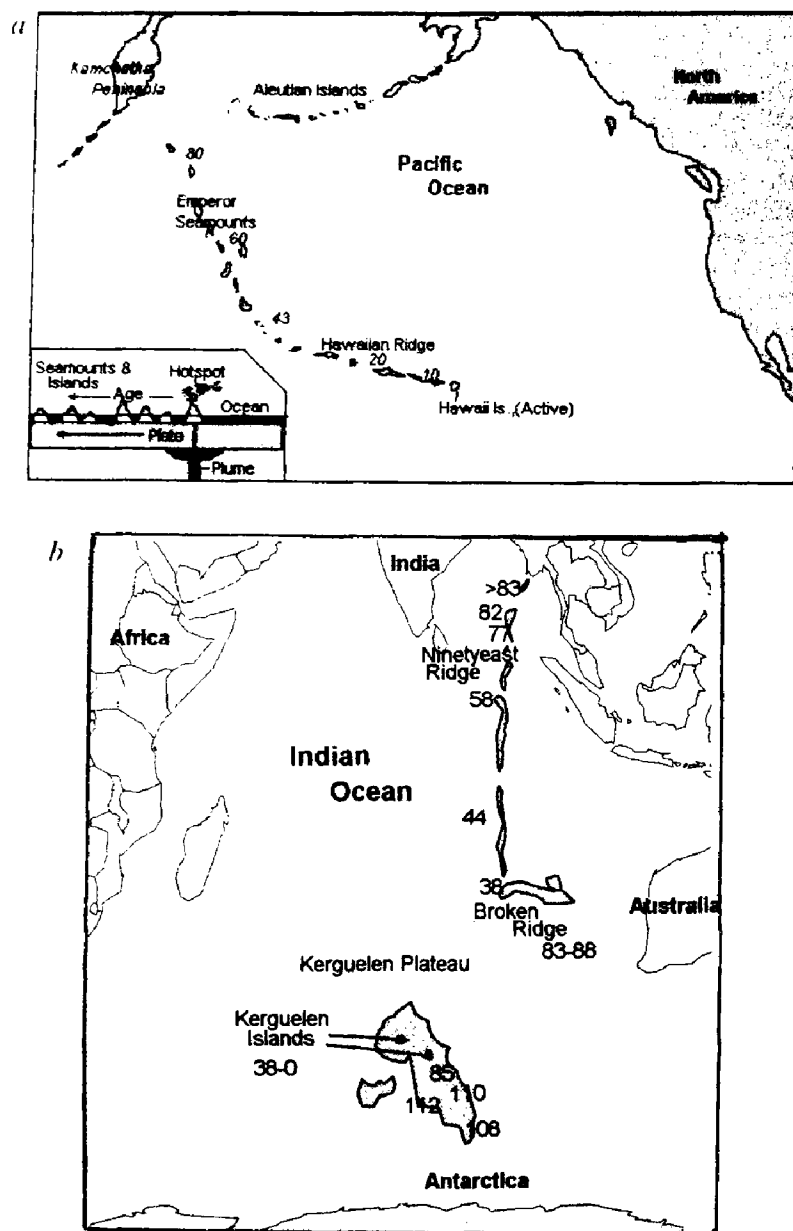 a
Kamchatka
Peninsula
Aleutian Islands
North
America
Pacific
Ocean
80
Emperor
Seamounts
60
43
Hawaiian Ridge
20
10
Hawaii Is., (Active)
Seamounts &
Islands
Hotspot
Age
Ocean
Plate
Plume
b
India
>83
82
77
Africa
Ninetyeast
Ridge
58
Indian
Ocean
44
38
Broken
Ridge
83-88
Australia
Kerguelen Plateau
Kerguelen
Islands
38-0
85
110
112
108
Antarctica